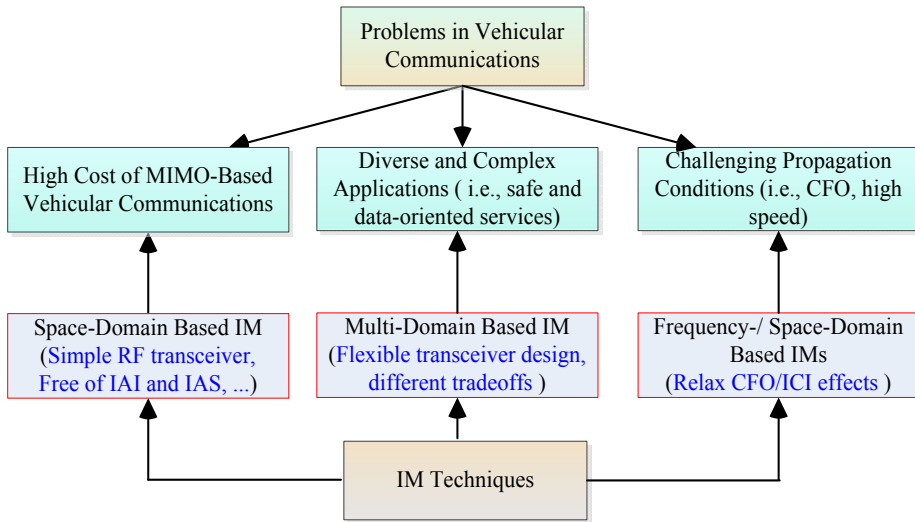 Problems in Vehicular
Communications
High Cost of MIMO-Based
Vehicular Communications
Diverse and Complex
Applications ( i.e., safe and
data-oriented services)
Challenging Propagation
Conditions (i.e., CFO, high
speed)
Space-Domain Based IM
(Simple RF transceiver,
Free of IAI and IAS, ...)
Multi-Domain Based IM
(Flexible transceiver design,
different tradeoffs )
Frequency-/ Space-Domain
Based IMs
(Relax CFO/ICI effects )
IM Techniques